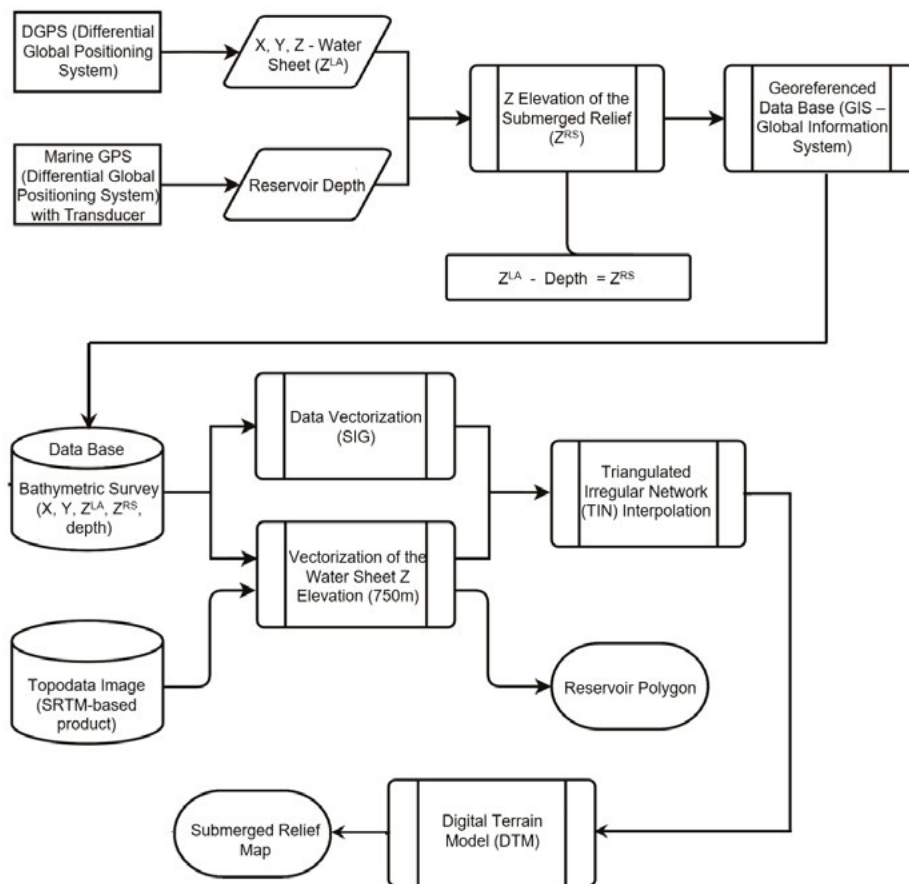 DGPS (Differential
Global Positioning
System)
X, Y, Z - Water
Sheet (Z^LA)
Z Elevation of the
Submerged Relief
(Z^RS)
Georeferenced
Data Base (GIS –
Global Information
System)
Marine GPS
(Differential Global
Positioning System)
with Transducer
Reservoir Depth
Z^LA - Depth = Z^RS
Data Base
Bathymetric Survey
(X, Y, Z^LA, Z^RS,
depth)
Data Vectorization
(SIG)
Triangulated
Irregular Network
(TIN) Interpolation
Vectorization of the
Water Sheet Z
Elevation (750m)
Topodata Image
(SRTM-based
product)
Reservoir Polygon
Submerged Relief
Map
Digital Terrain
Model (DTM)